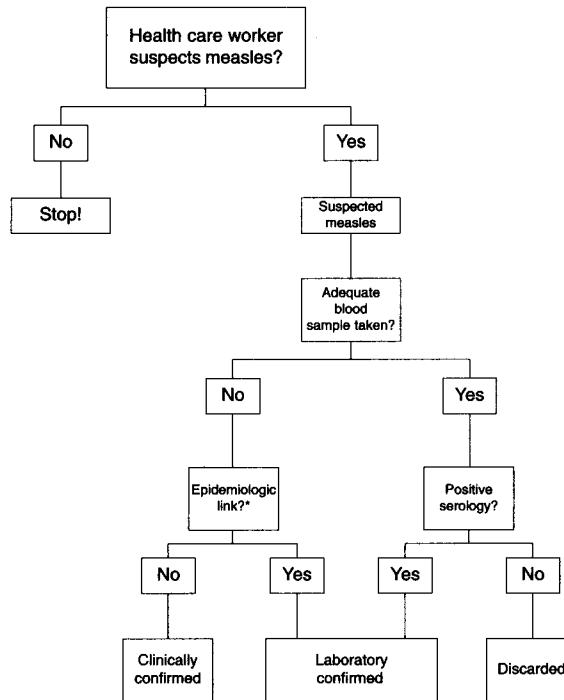 Health care worker
suspects measles?
No
Yes
Stop!
Suspected
measles
Adequate
blood
sample taken?
No
Yes
Epidemiologic
link?*
Positive
serology?
No
Yes
Yes
No
Clinically
confirmed
Laboratory
confirmed
Discarded